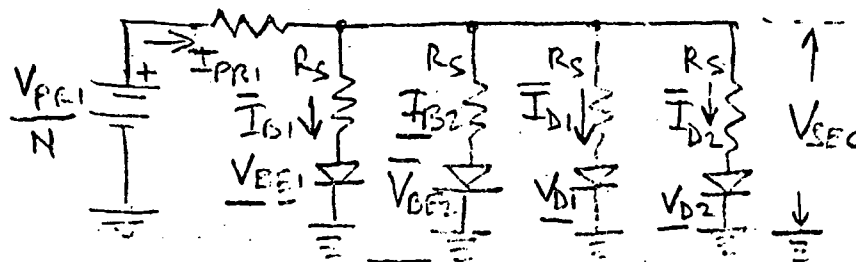 +
I_PR1
V_PR1
N
R_S
R_S
R_S
R_S
I_B1
I_B2
I_D1
I_D2
V_SEC
V_BE1
V_BE2
V_D1
V_D2